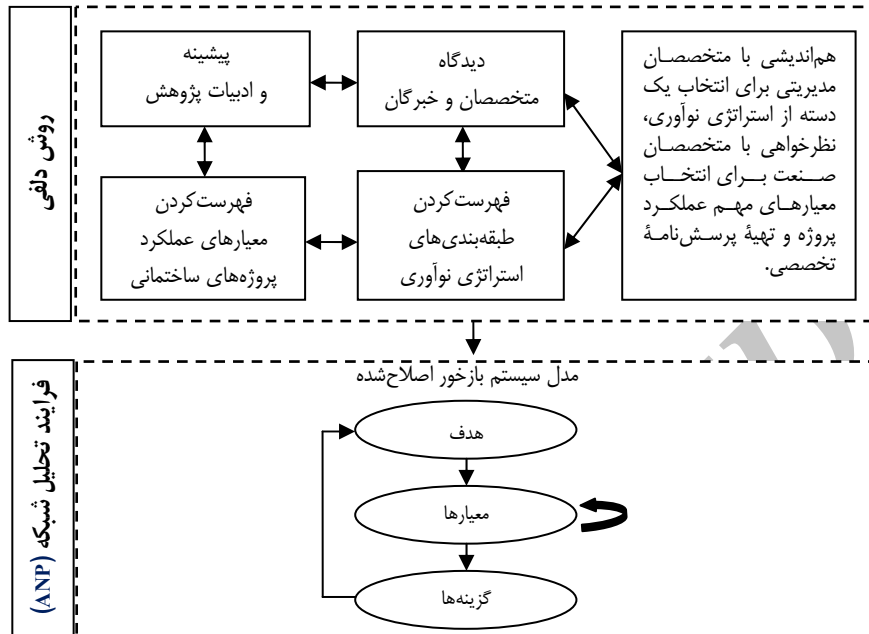 روش دلفی
هم‌اندیشی با متخصصان
مدیریتی برای انتخاب یک
دسته از استراتژی نوآوری،
نظرخواهی با متخصصان
صنعت برای انتخاب
معیارهای مهم عملکرد
پروژه و تهیۀ پرسش‌نامۀ
تخصصی.
دیدگاه
متخصصان و خبرگان
پیشینه
و ادبیات پژوهش
فهرست‌کردن
طبقه‌بندی‌های
استراتژی نوآوری
فهرست‌کردن
معیارهای عملکرد
پروژه‌های ساختمانی
فرایند تحلیل شبکه (ANP)
مدل سیستم بازخور اصلاح‌شده
هدف
معیارها
گزینه‌ها